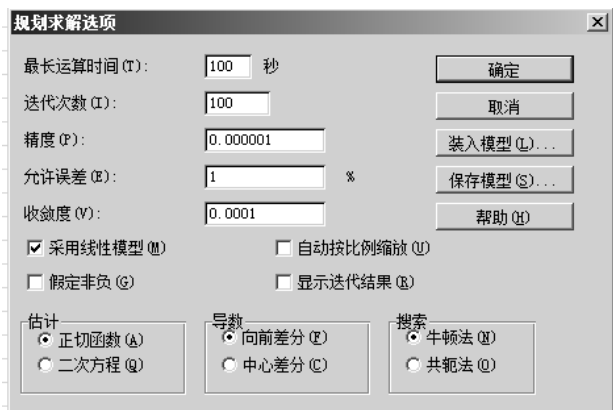 规划求解选项
最长运算时间(T): 100 秒 确定
迭代次数(I): 100 取消
精度(P): 0.000001 装入模型(L)...
允许误差(E): 1 % 保存模型(S)...
收敛度(V): 0.0001 帮助(H)
采用线性模型(M) 自动按比例缩放(U)
假定非负(G) 显示迭代结果(R)
估计 导数 搜索
正切函数(A) 向前差分(F) 牛顿法(N)
二次方程(Q) 中心差分(C) 共轭法(O)